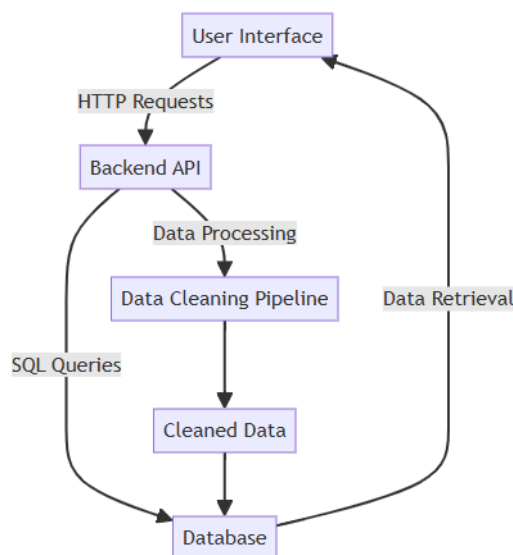 User Interface
HTTP Requests
Backend API
Data Processing
Data Cleaning Pipeline
Data Retrieval
SQL Queries
Cleaned Data
Database